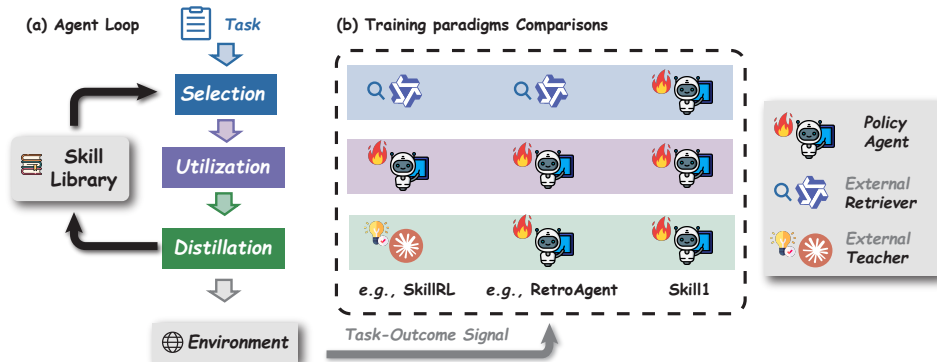 (a) Agent Loop
Task
(b) Training paradigms Comparisons
Selection
Skill
Library
Utilization
Distillation
Policy
Agent
External
Retriever
External
Teacher
e.g., SkillRL
e.g., RetroAgent
Skill1
Environment
Task-Outcome Signal